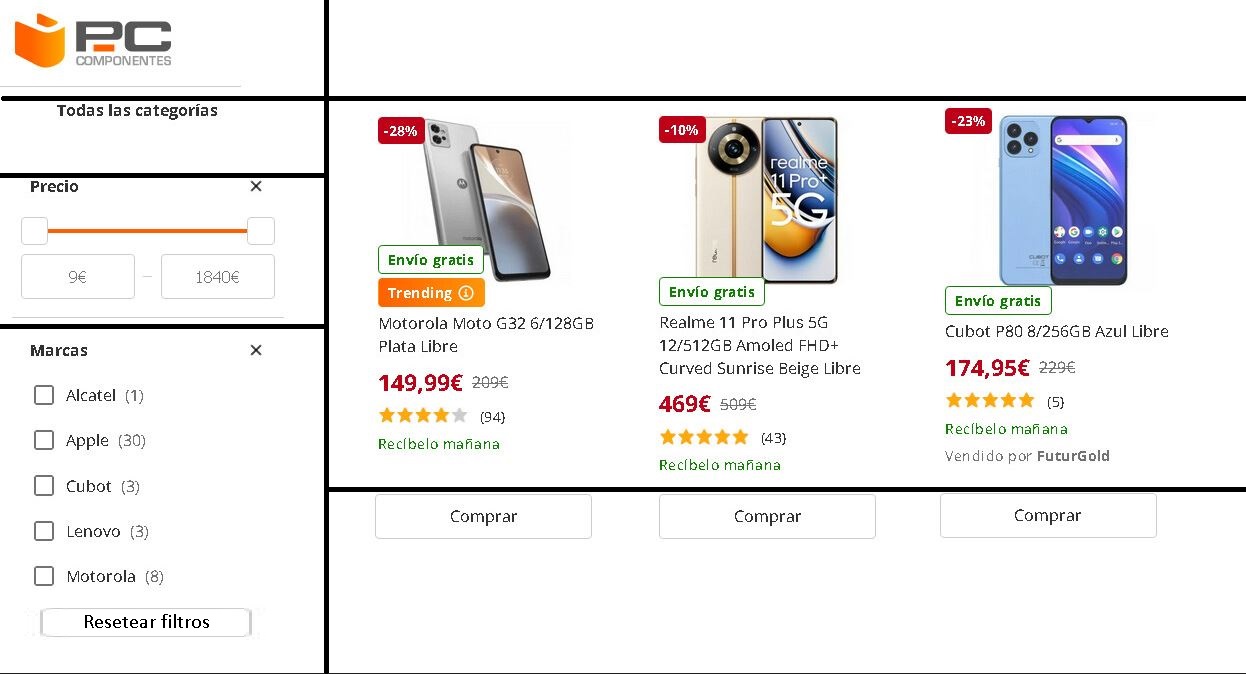 PC
COMPONENTES
Todas las categorías
Precio ✕
9€ – 1840€
Marcas ✕
Alcatel (1)
Apple (30)
Cubot (3)
Lenovo (3)
Motorola (8)
Resetear filtros
-28%
motorola
Envío gratis
Trending
Motorola Moto G32 6/128GB
Plata Libre
149,99€ 209€
(94)
Recíbelo mañana
Comprar
-10%
realme
11 Pro+
5G
Envío gratis
Realme 11 Pro Plus 5G
12/512GB Amoled FHD+
Curved Sunrise Beige Libre
469€ 509€
(43)
Recíbelo mañana
Comprar
-23%
CUBOT
Envío gratis
Cubot P80 8/256GB Azul Libre
174,95€ 229€
(5)
Recíbelo mañana
Vendido por FuturGold
Comprar